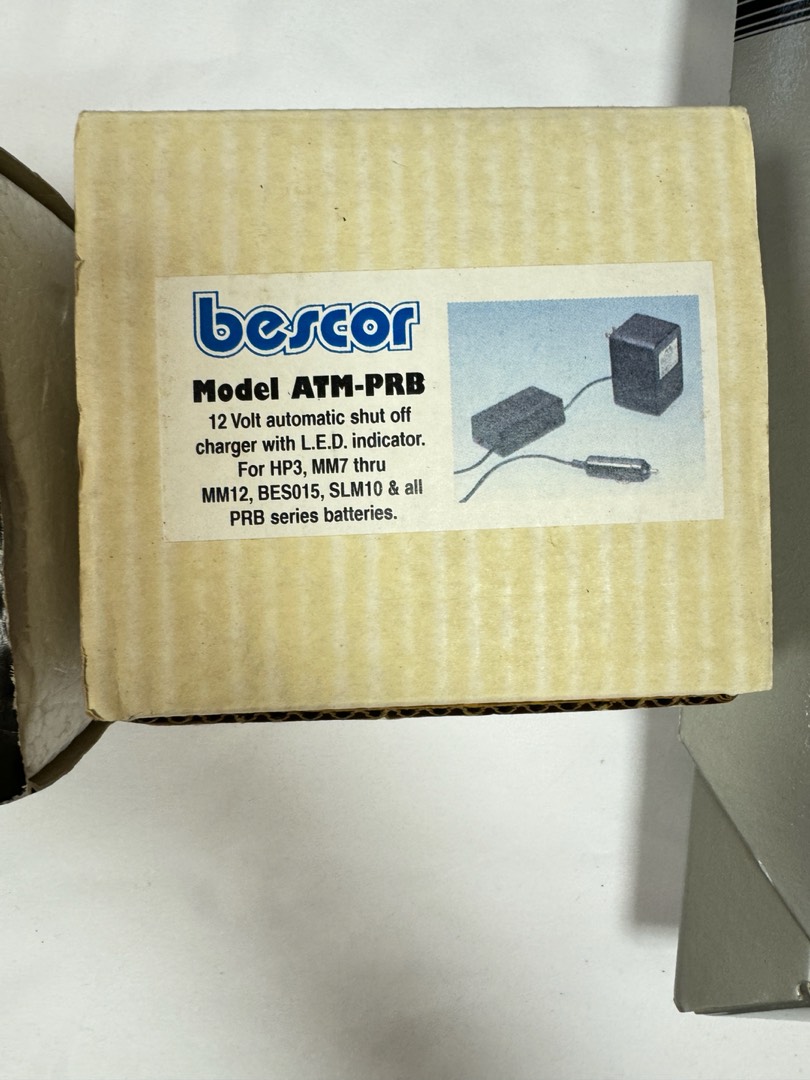 bescor
Model ATM-PRB
12 Volt automatic shut off
charger with L.E.D. indicator.
For HP3, MM7 thru
MM12, BES015, SLM10 & all
PRB series batteries.